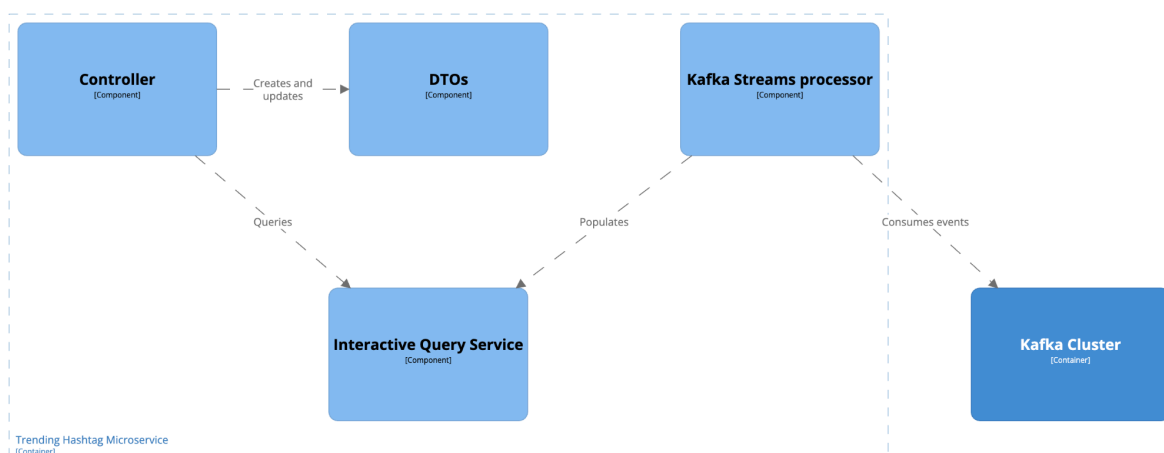 Controller
[Component]
Creates and
updates
DTOs
[Component]
Kafka Streams processor
[Component]
Queries
Populates
Consumes events
Interactive Query Service
[Component]
Kafka Cluster
[Container]
Trending Hashtag Microservice
[Container]